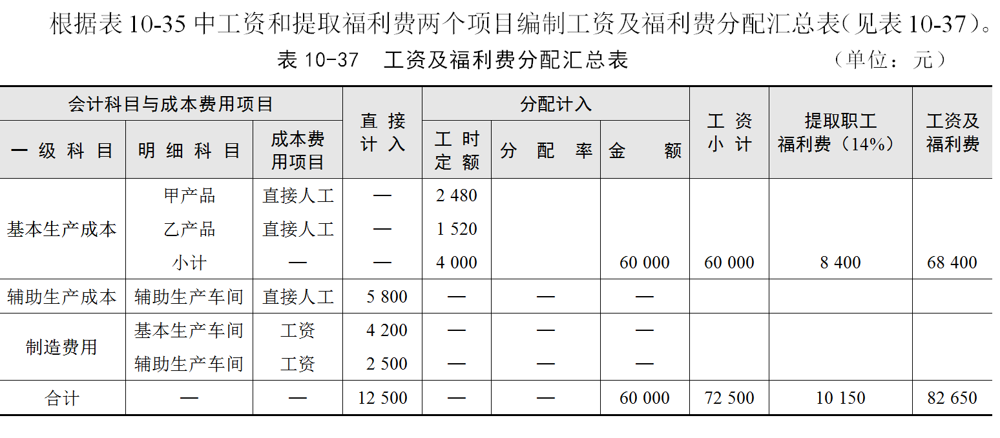 根据表10-35中工资和提取福利费两个项目编制工资及福利费分配汇总表（见表10-37）。
表10-37 工资及福利费分配汇总表 （单位：元）
会计科目与成本费用项目 直接计入 分配计入 工资小计 提取职工福利费（14%） 工资及福利费
一级科目 明细科目 成本费用项目 工时定额 分配率 金额
基本生产成本 甲产品 直接人工 — 2 480
乙产品 直接人工 — 1 520
小计 — — 4 000 60 000 60 000 8 400 68 400
辅助生产成本 辅助生产车间 直接人工 5 800 — — —
制造费用 基本生产车间 工资 4 200 — — —
辅助生产车间 工资 2 500 — — —
合计 — — 12 500 — — 60 000 72 500 10 150 82 650